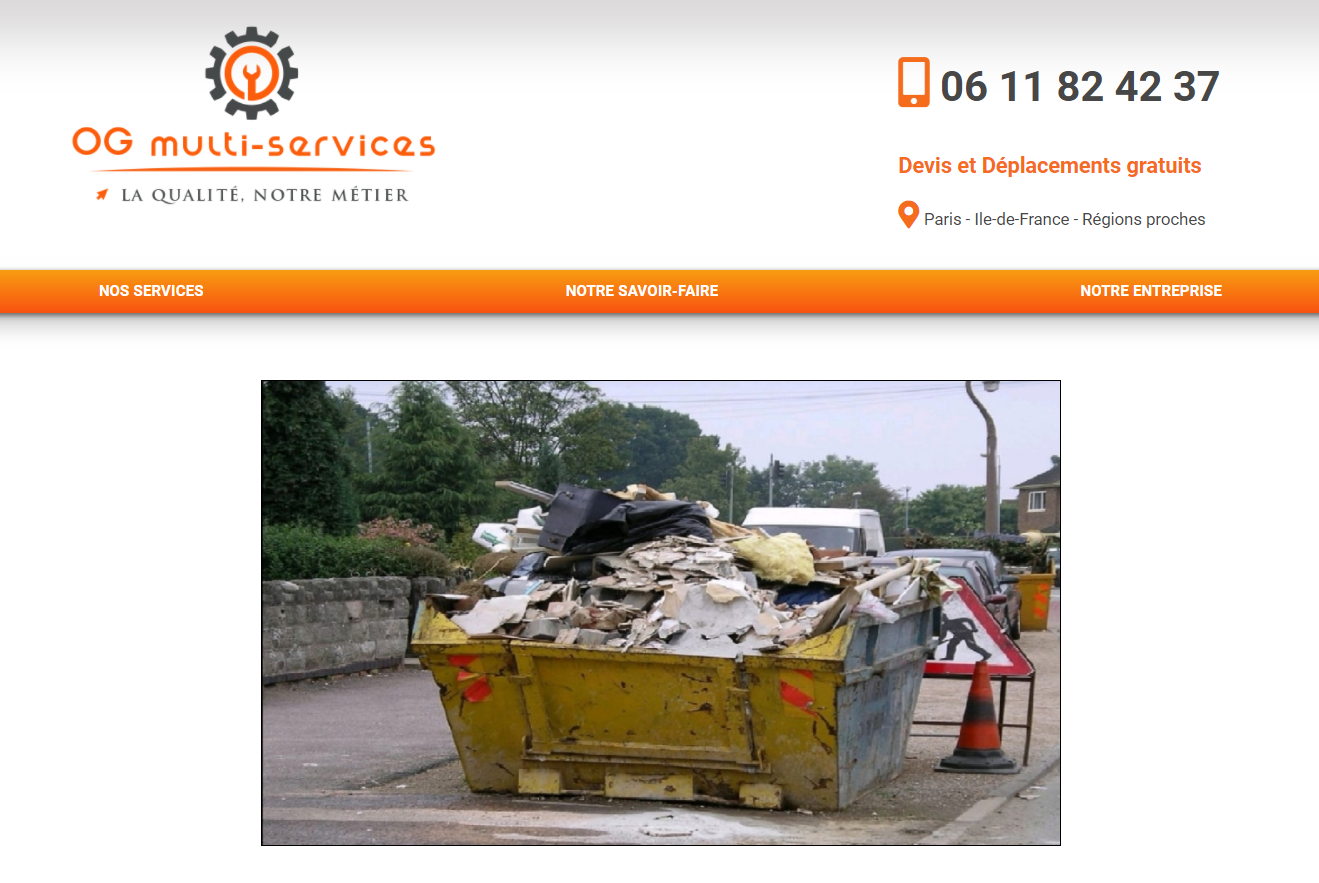 OG multi-services
LA QUALITÉ, NOTRE MÉTIER
06 11 82 42 37
Devis et Déplacements gratuits
Paris - Ile-de-France - Régions proches
NOS SERVICES
NOTRE SAVOIR-FAIRE
NOTRE ENTREPRISE